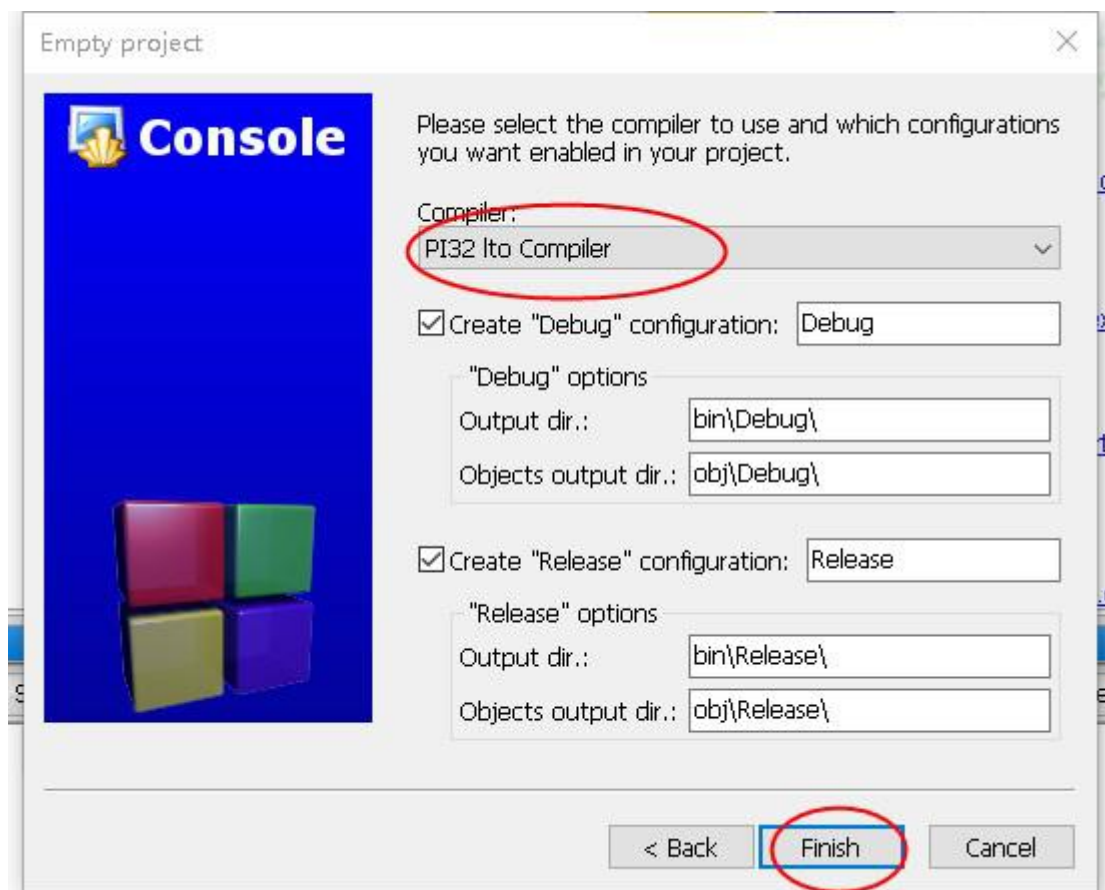 Empty project
Console
Please select the compiler to use and which configurations
you want enabled in your project.
Compiler:
PI32 lto Compiler
Create "Debug" configuration: Debug
"Debug" options
Output dir.: bin\Debug\
Objects output dir.: obj\Debug\
Create "Release" configuration: Release
"Release" options
Output dir.: bin\Release\
Objects output dir.: obj\Release\
< Back Finish Cancel